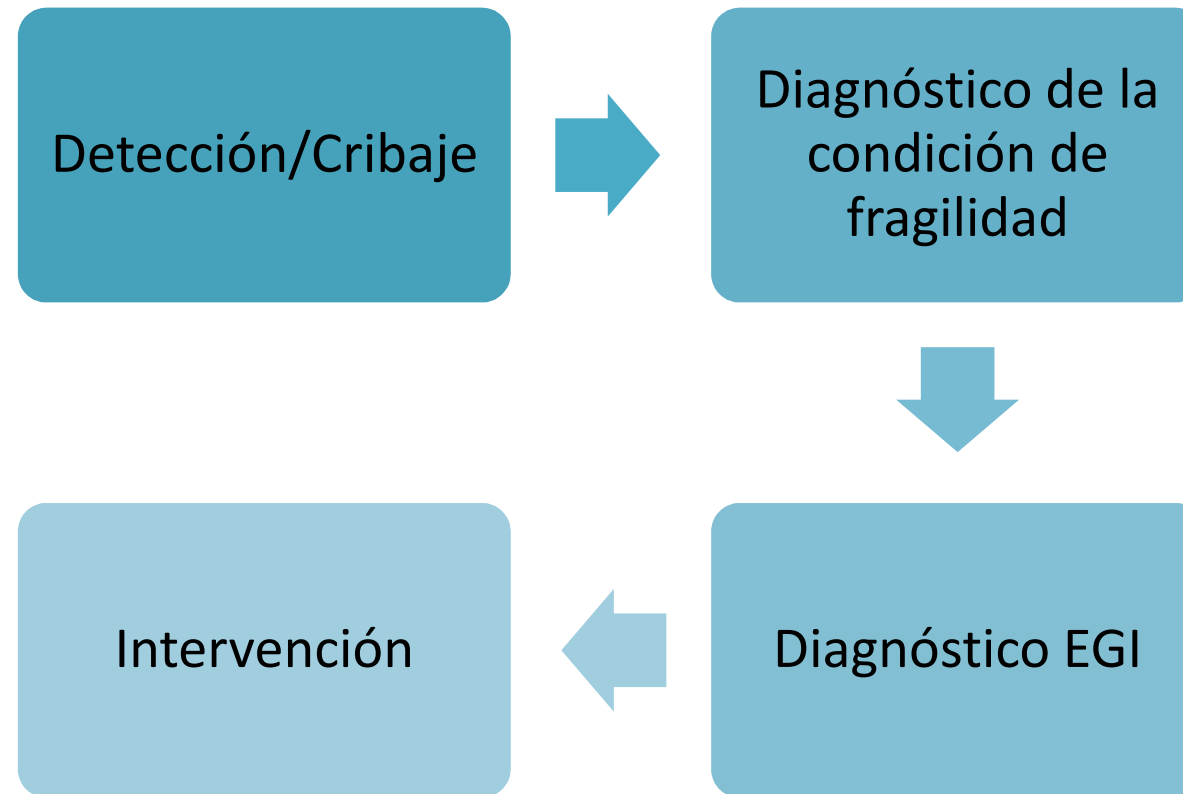 Detección/Cribaje
Diagnóstico de la
condición de
fragilidad
Diagnóstico EGI
Intervención